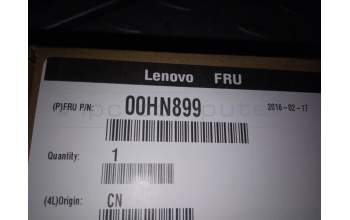 Lenovo FRU
(P)FRU P/N: 00HN899 2016-02-17
Quantity: 1
(4L)Origin: CN